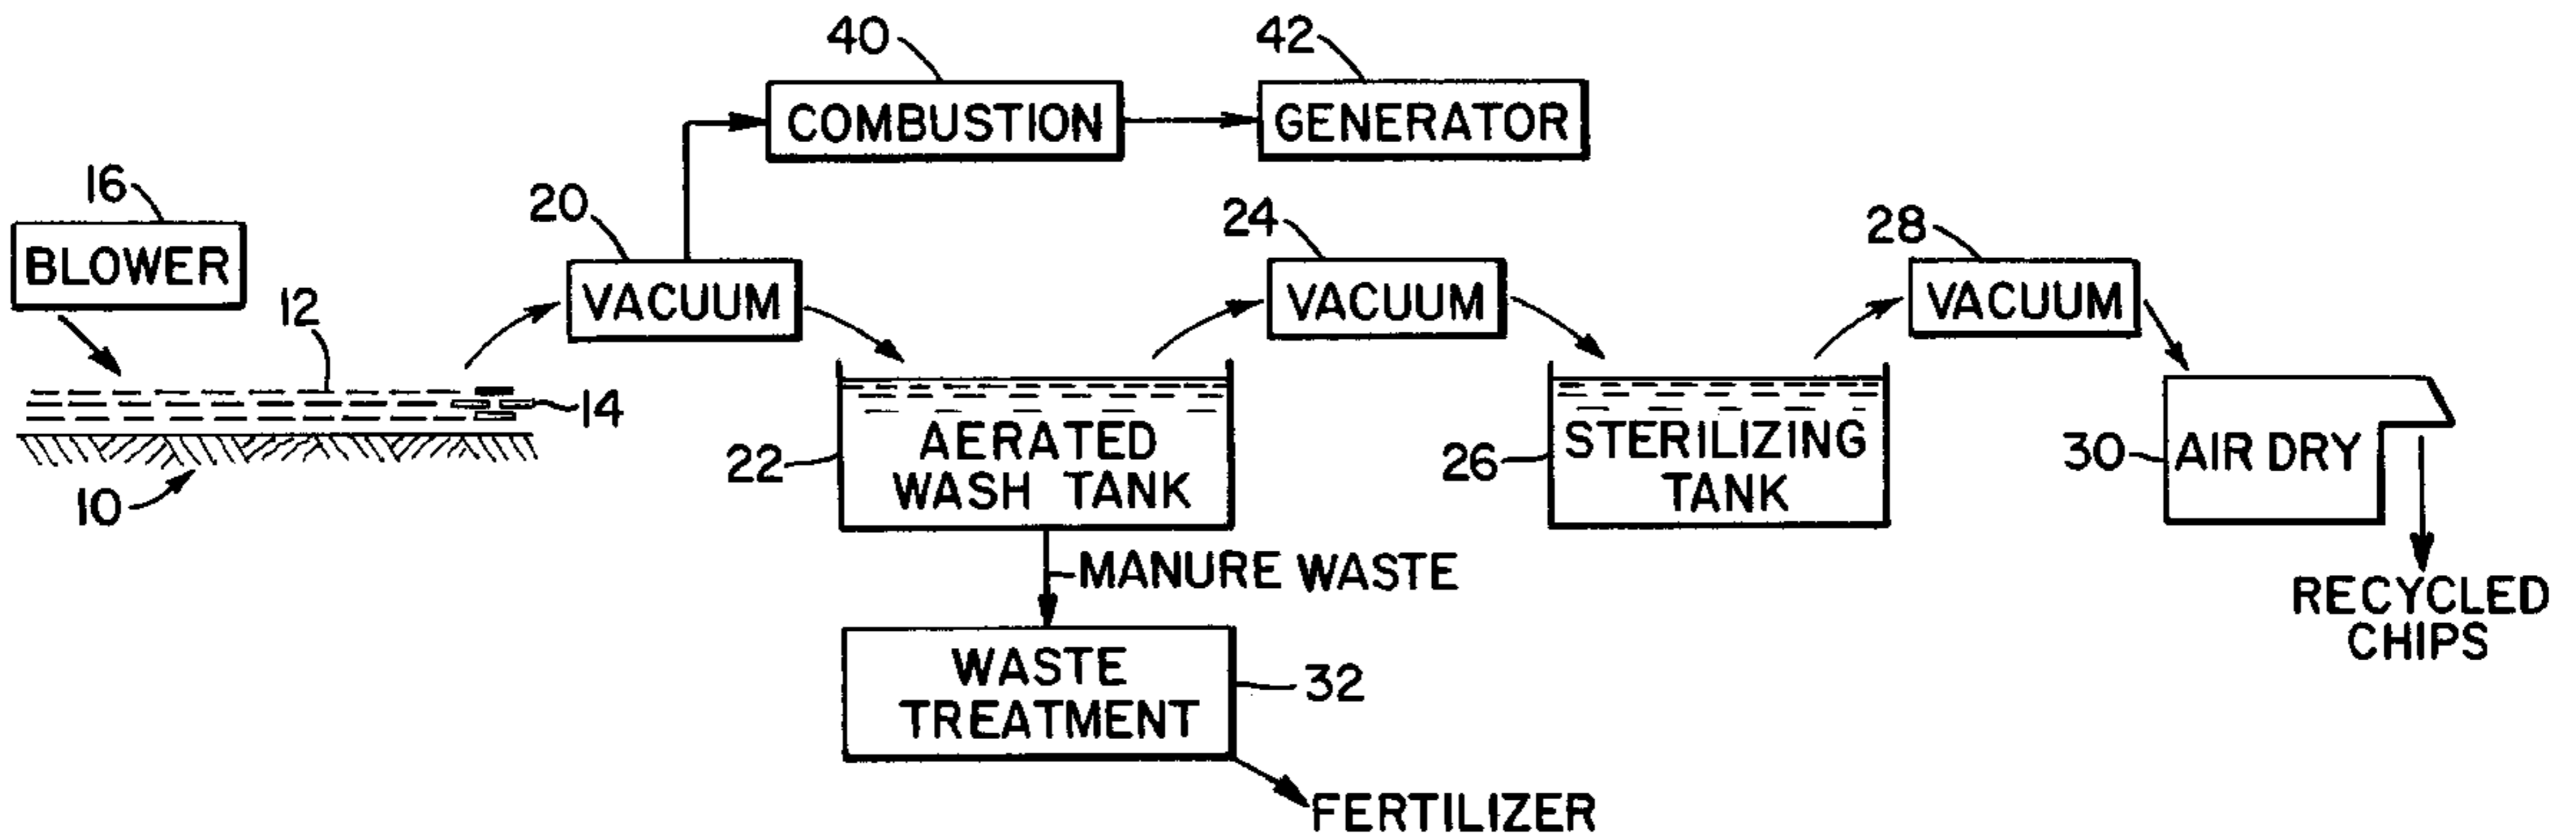 40
42
COMBUSTION
GENERATOR
16
20
24
28
BLOWER
VACUUM
VACUUM
VACUUM
12
14
10
22
AERATED
WASH TANK
26
STERILIZING
TANK
30
AIR DRY
MANURE WASTE
RECYCLED
CHIPS
WASTE
TREATMENT
32
FERTILIZER